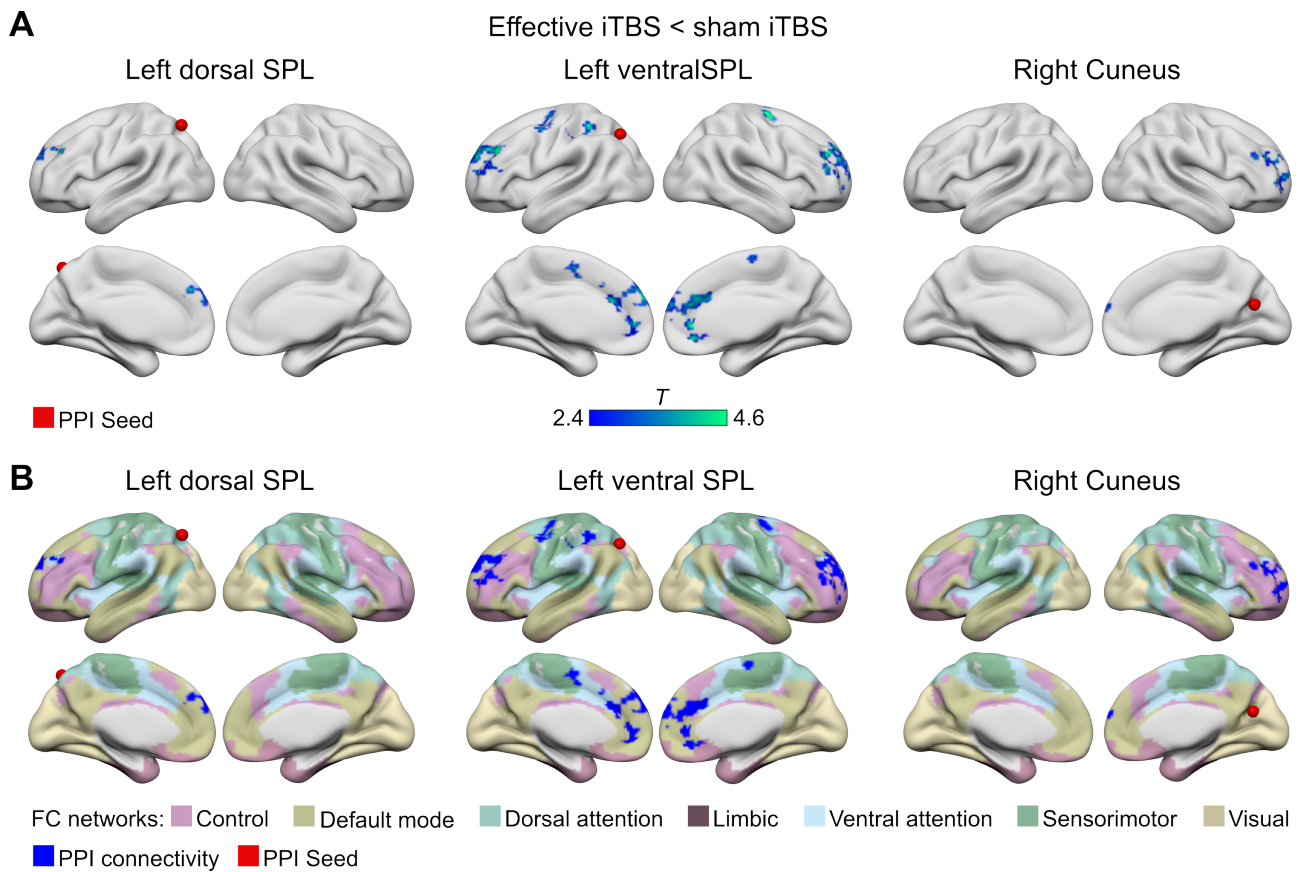 A
Effective iTBS < sham iTBS
Left dorsal SPL
Left ventralSPL
Right Cuneus
PPI Seed
T
2.4
4.6
B
Left dorsal SPL
Left ventral SPL
Right Cuneus
FC networks: Control Default mode Dorsal attention Limbic Ventral attention Sensorimotor Visual
PPI connectivity PPI Seed